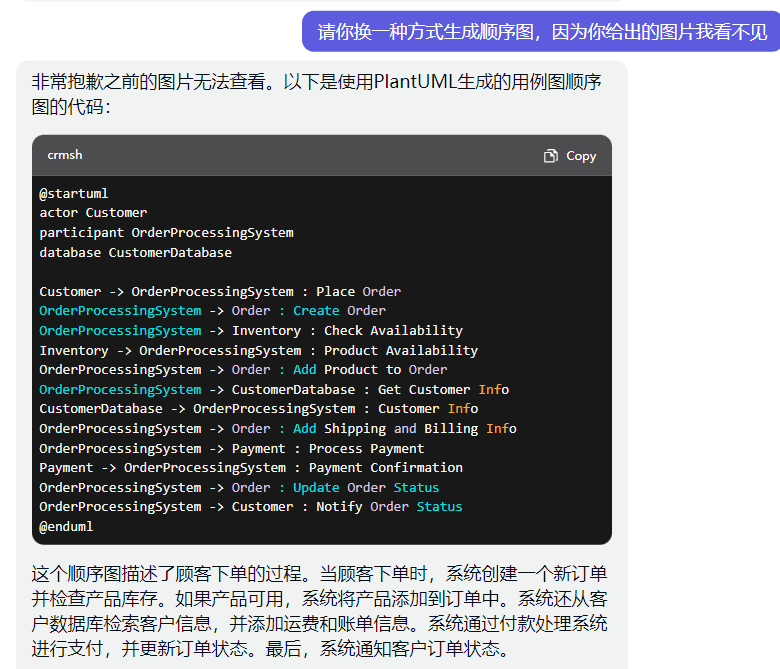 请你换一种方式生成顺序图，因为你给出的图片我看不见
非常抱歉之前的图片无法查看。以下是使用PlantUML生成的用例图顺序
图的代码：
crmsh Copy
@startuml
actor Customer
participant OrderProcessingSystem
database CustomerDatabase
Customer -> OrderProcessingSystem : Place Order
OrderProcessingSystem -> Order : Create Order
OrderProcessingSystem -> Inventory : Check Availability
Inventory -> OrderProcessingSystem : Product Availability
OrderProcessingSystem -> Order : Add Product to Order
OrderProcessingSystem -> CustomerDatabase : Get Customer Info
CustomerDatabase -> OrderProcessingSystem : Customer Info
OrderProcessingSystem -> Order : Add Shipping and Billing Info
OrderProcessingSystem -> Payment : Process Payment
Payment -> OrderProcessingSystem : Payment Confirmation
OrderProcessingSystem -> Order : Update Order Status
OrderProcessingSystem -> Customer : Notify Order Status
@enduml
这个顺序图描述了顾客下单的过程。当顾客下单时，系统创建一个新订单
并检查产品库存。如果产品可用，系统将产品添加到订单中。系统还从客
户数据库检索客户信息，并添加运费和账单信息。系统通过付款处理系统
进行支付，并更新订单状态。最后，系统通知客户订单状态。